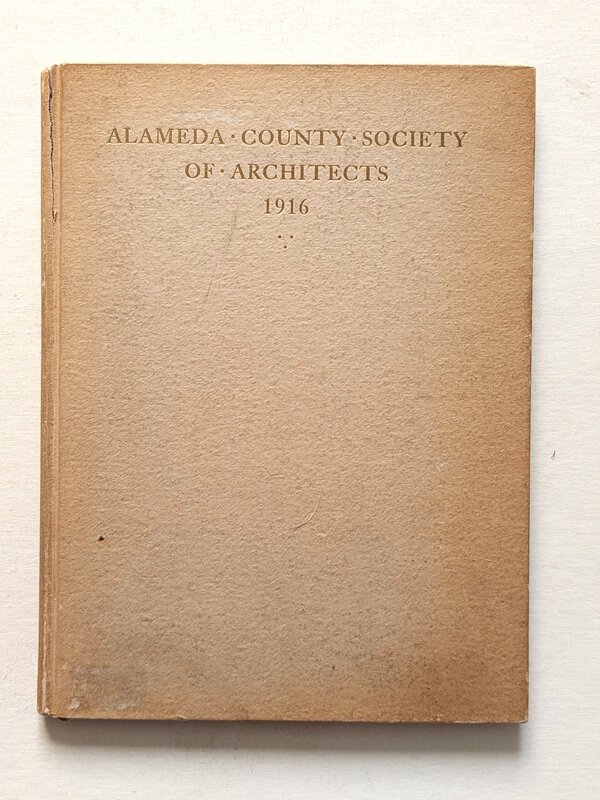 ALAMEDA · COUNTY · SOCIETY
OF · ARCHITECTS
1916